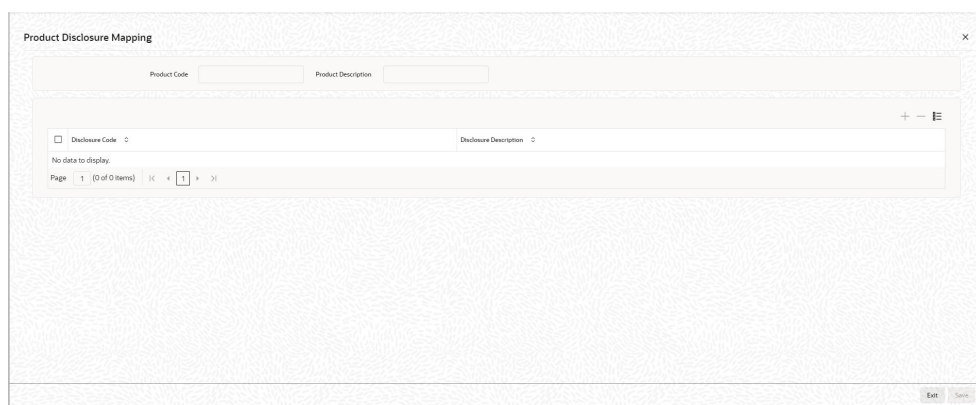 Product Disclosure Mapping
Product Code Product Description
Disclosure Code Disclosure Description
No data to display.
Page 1 (0 of 0 items) 1
Exit Save